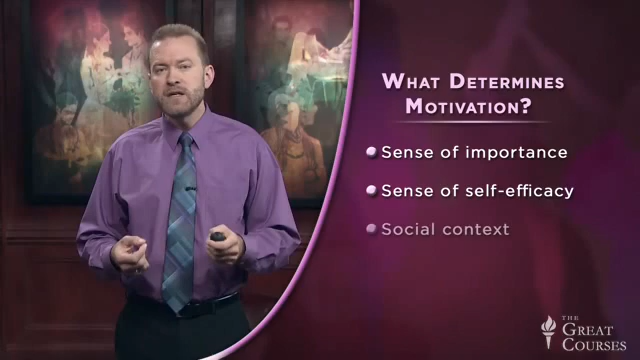 WHAT DETERMINES
MOTIVATION?
Sense of importance
Sense of self-efficacy
Social context
THE
GREAT
COURSES